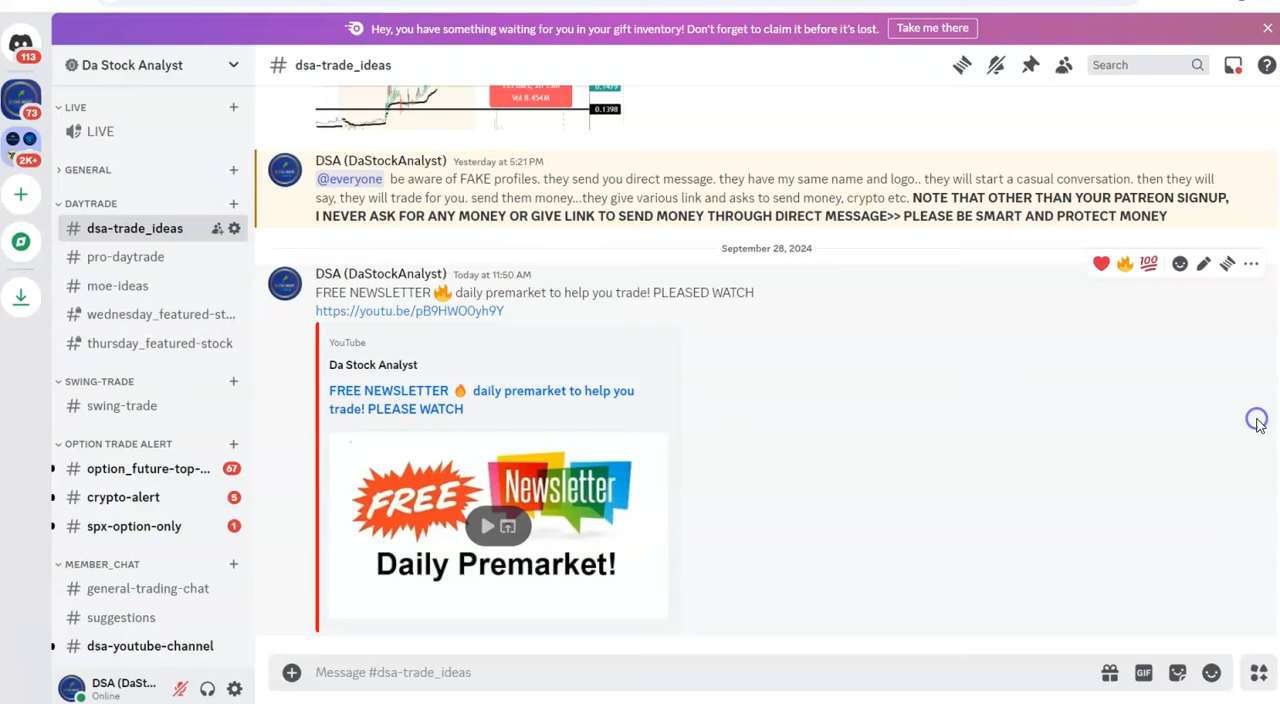 Hey, you have something waiting for you in your gift inventory! Don't forget to claim it before it's lost.
Take me there
113
Da Stock Analyst
# dsa-trade_ideas
Search
73
2K+
LIVE
LIVE
GENERAL
DAYTRADE
dsa-trade_ideas
pro-daytrade
moe-ideas
wednesday_featured-st...
thursday_featured-stock
SWING-TRADE
swing-trade
OPTION TRADE ALERT
option_future-top-... 67
crypto-alert 5
spx-option-only 1
MEMBER_CHAT
general-trading-chat
suggestions
dsa-youtube-channel
DSA (DaSt...
Online
Vol 8.454M
0.1398
DSA (DaStockAnalyst) Yesterday at 5:21 PM
@everyone be aware of FAKE profiles. they send you direct message. they have my same name and logo.. they will start a casual conversation. then they will
say, they will trade for you. send them money...they give various link and asks to send money, crypto etc. NOTE THAT OTHER THAN YOUR PATREON SIGNUP,
I NEVER ASK FOR ANY MONEY OR GIVE LINK TO SEND MONEY THROUGH DIRECT MESSAGE>> PLEASE BE SMART AND PROTECT MONEY
September 28, 2024
DSA (DaStockAnalyst) Today at 11:50 AM
FREE NEWSLETTER 🔥 daily premarket to help you trade! PLEASED WATCH
https://youtu.be/pB9HWO0yh9Y
YouTube
Da Stock Analyst
FREE NEWSLETTER 🔥 daily premarket to help you
trade! PLEASE WATCH
FREE Newsletter
Daily Premarket!
Message #dsa-trade_ideas
GIF